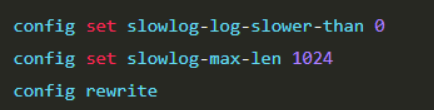 config set slowlog-log-slower-than 0
config set slowlog-max-len 1024
config rewrite